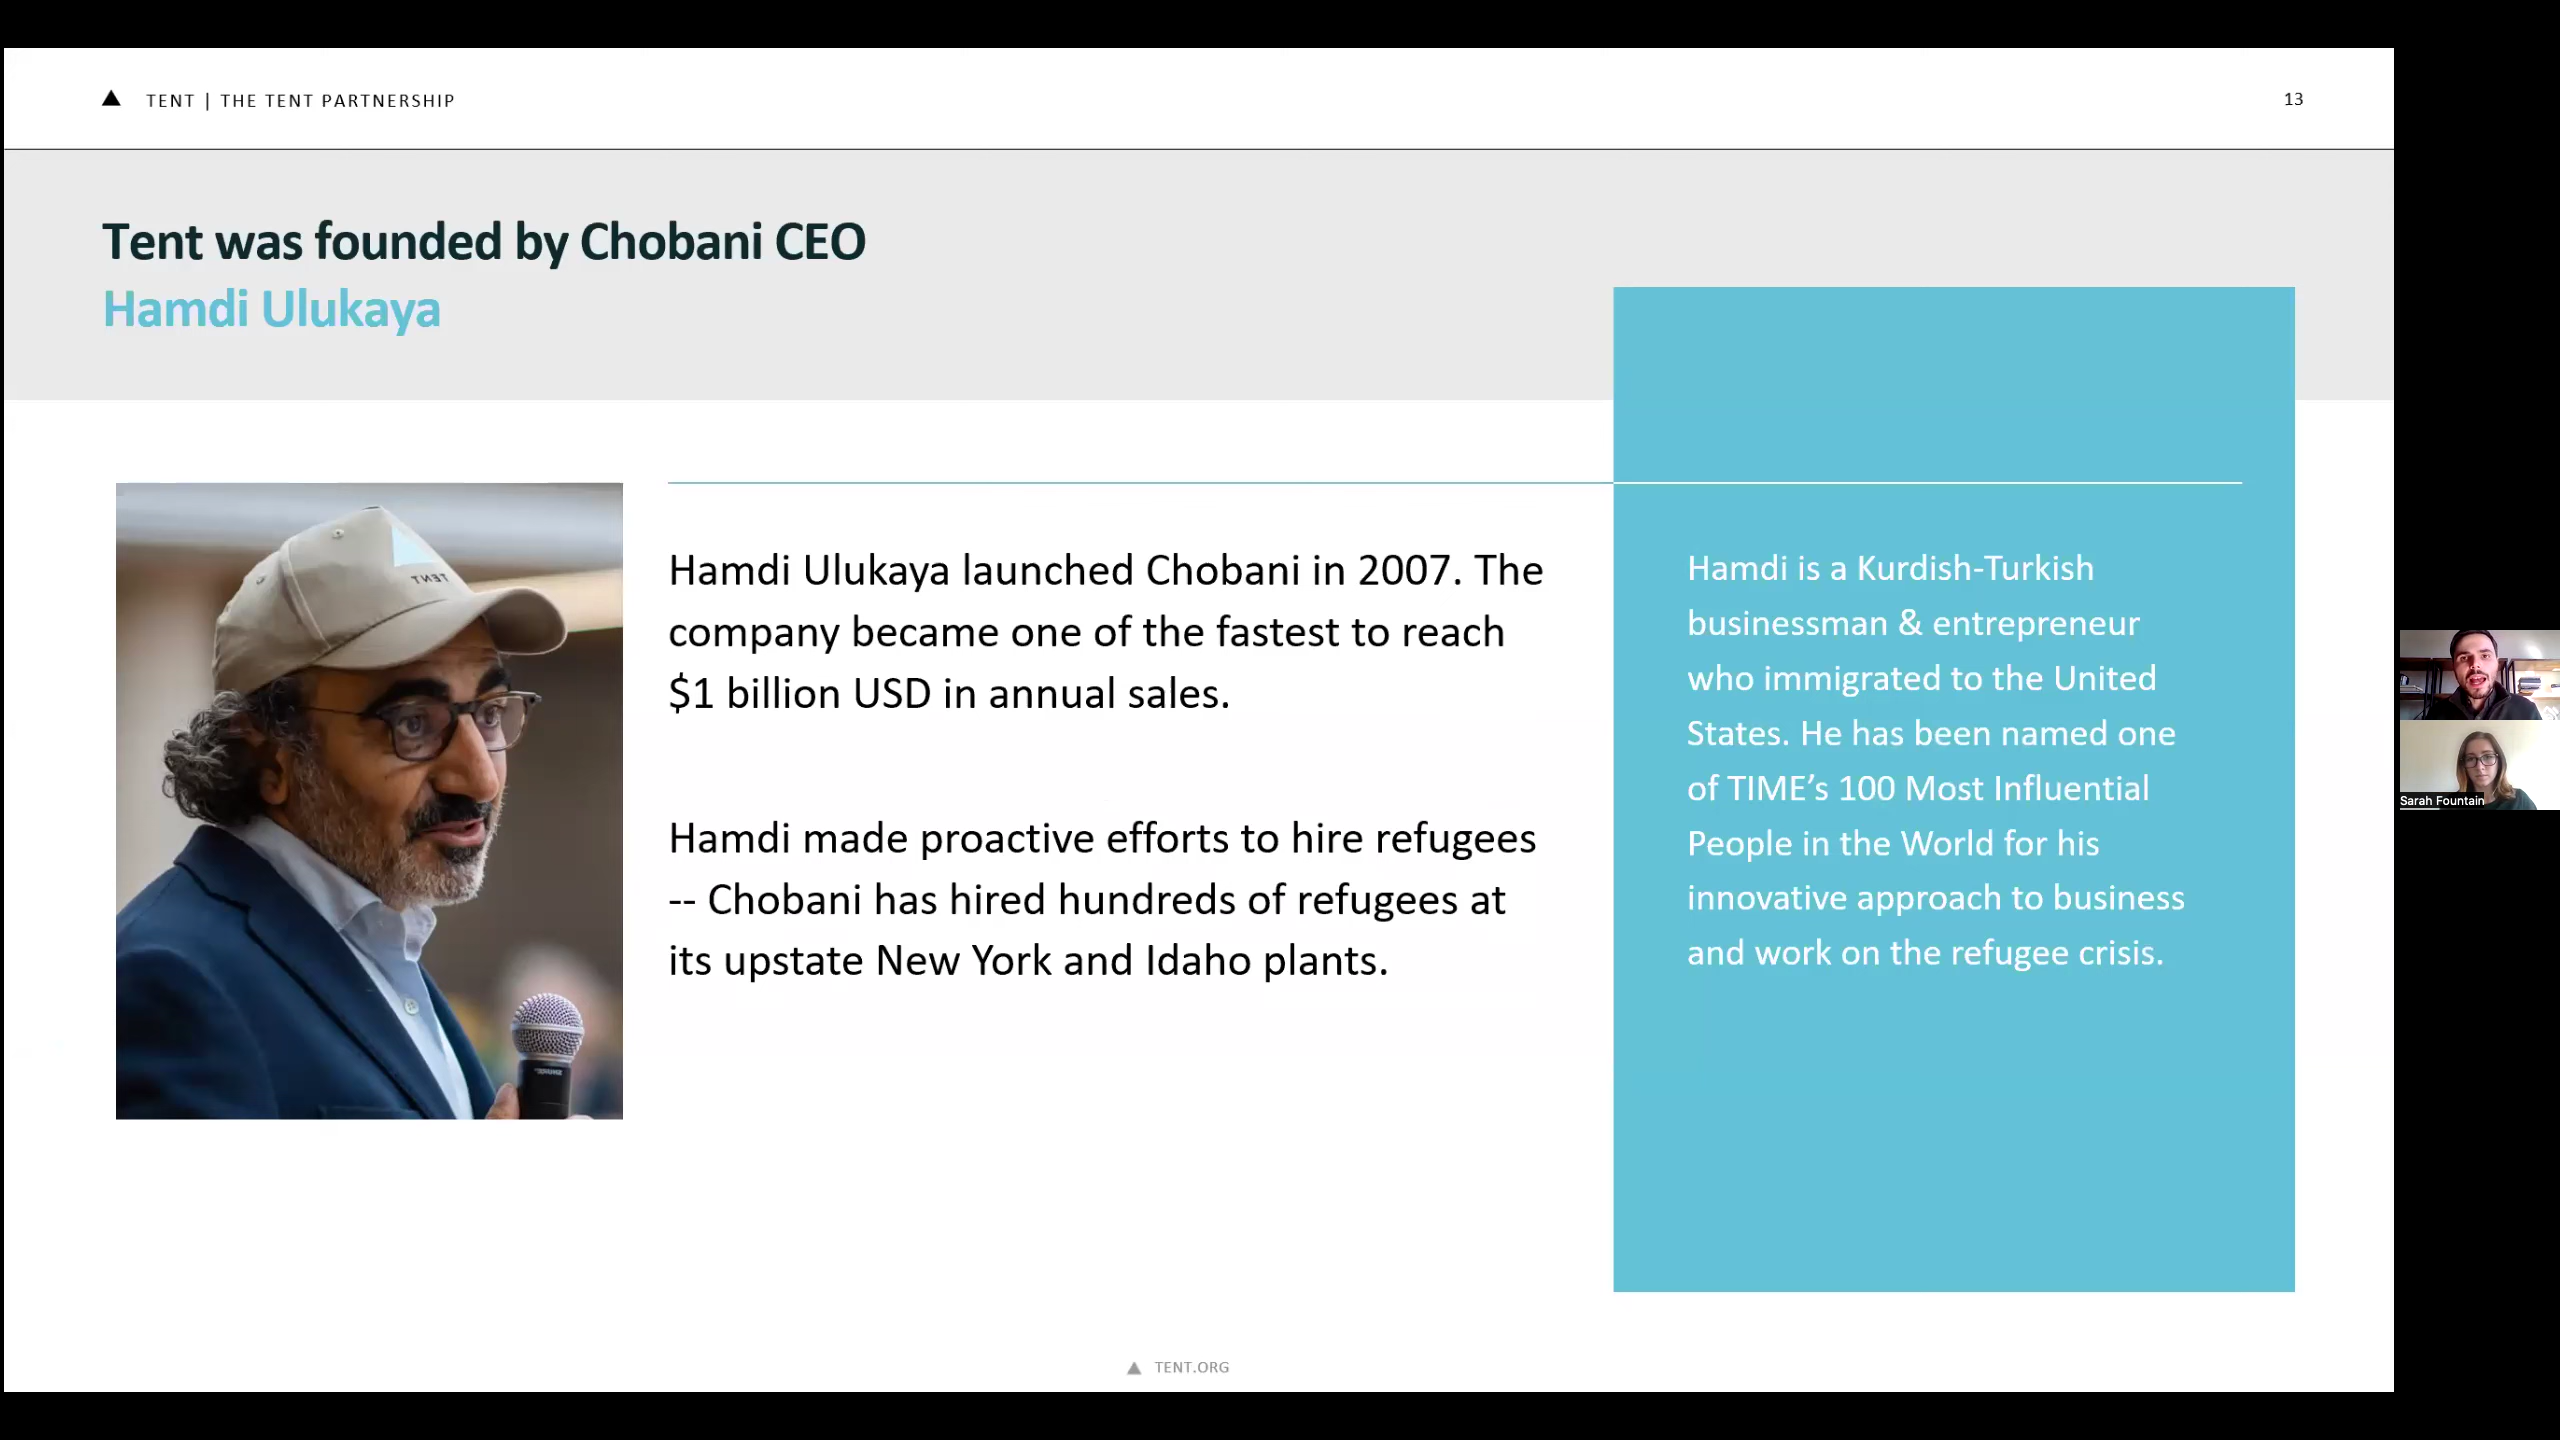 TENT | THE TENT PARTNERSHIP
13
Tent was founded by Chobani CEO
Hamdi Ulukaya
TENT
Hamdi Ulukaya launched Chobani in 2007. The
company became one of the fastest to reach
$1 billion USD in annual sales.
Hamdi made proactive efforts to hire refugees
-- Chobani has hired hundreds of refugees at
its upstate New York and Idaho plants.
Hamdi is a Kurdish-Turkish
businessman & entrepreneur
who immigrated to the United
States. He has been named one
of TIME’s 100 Most Influential
People in the World for his
innovative approach to business
and work on the refugee crisis.
Sarah Fountain
TENT.ORG